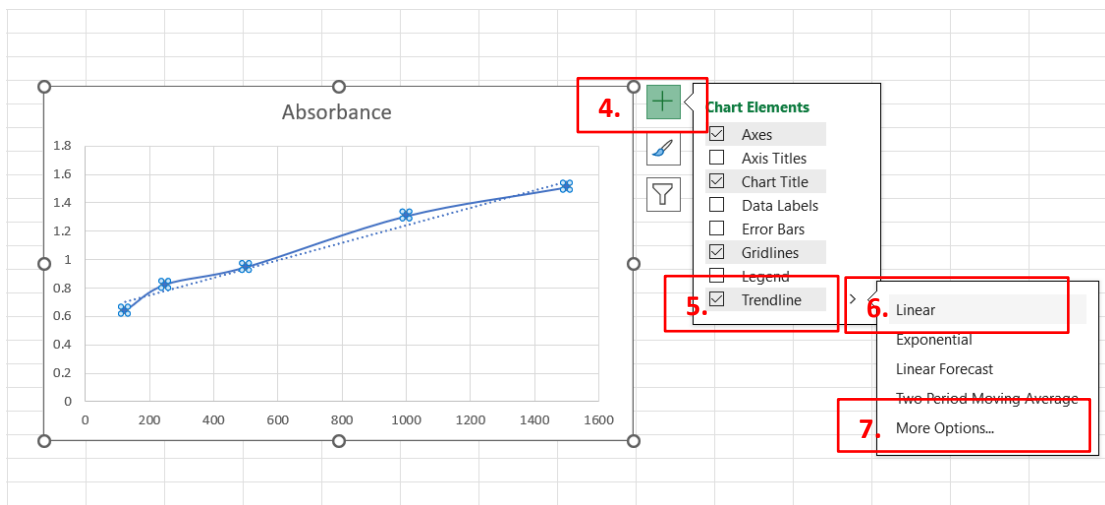 Absorbance
1.8
1.6
1.4
1.2
1
0.8
0.6
0.4
0.2
0
0 200 400 600 800 1000 1200 1400 1600
4.
Chart Elements
Axes
Axis Titles
Chart Title
Data Labels
Error Bars
Gridlines
Legend
5. Trendline
6. Linear
Exponential
Linear Forecast
Two Period Moving Average
7. More Options...